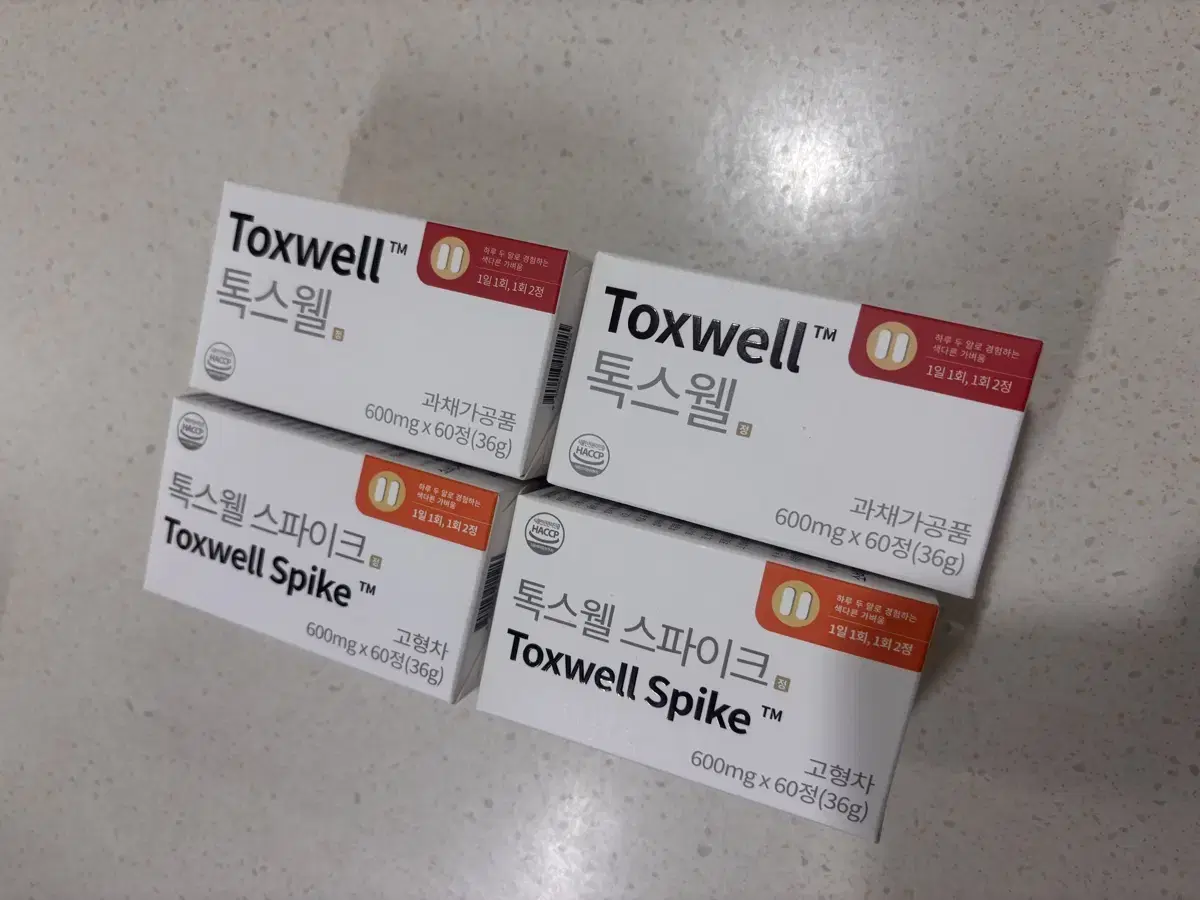 Toxwell™
톡스웰 정
하루 두 알로 경험하는
색다른 가벼움
1일 1회, 1회 2정
HACCP
과채가공품
600mg x 60정(36g)
Toxwell™
톡스웰 정
하루 두 알로 경험하는
색다른 가벼움
1일 1회, 1회 2정
HACCP
과채가공품
600mg x 60정(36g)
HACCP
톡스웰 스파이크 정
Toxwell Spike™
하루 두 알로 경험하는
색다른 가벼움
1일 1회, 1회 2정
고형차
600mg x 60정(36g)
HACCP
톡스웰 스파이크 정
Toxwell Spike™
하루 두 알로 경험하는
색다른 가벼움
1일 1회, 1회 2정
고형차
600mg x 60정(36g)